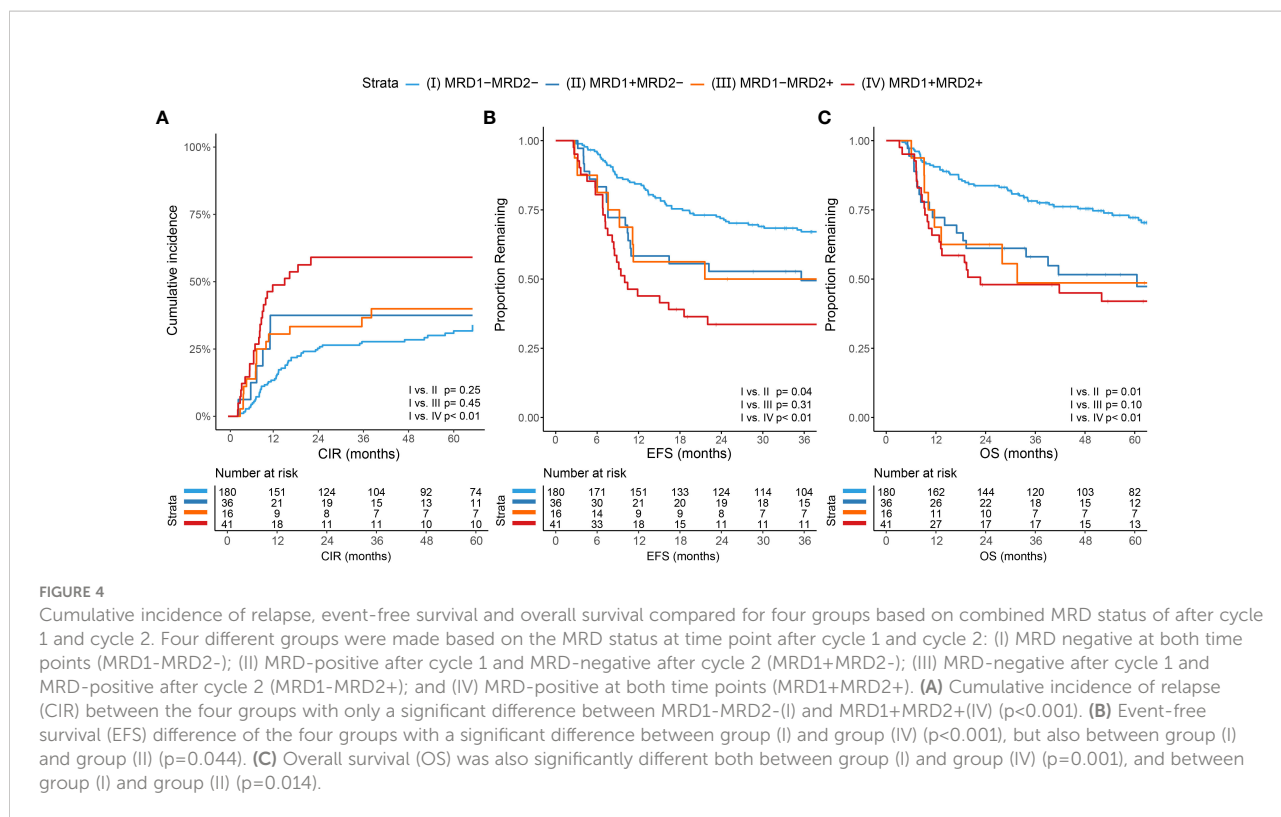 Strata (I) MRD1−MRD2− (II) MRD1+MRD2− (III) MRD1−MRD2+ (IV) MRD1+MRD2+
A
100%
75%
50%
25%
0%
Cumulative incidence
I vs. II p= 0.25
I vs. III p= 0.45
I vs. IV p< 0.01
0 12 24 36 48 60
CIR (months)
Number at risk
Strata
180 151 124 104 92 74
36 21 19 15 13 11
16 9 8 7 7 7
41 18 11 11 10 10
0 12 24 36 48 60
CIR (months)
B
1.00
0.75
0.50
0.25
0.00
Proportion Remaining
I vs. II p= 0.04
I vs. III p= 0.31
I vs. IV p< 0.01
0 6 12 18 24 30 36
EFS (months)
Number at risk
Strata
180 171 151 133 124 114 104
36 30 21 20 19 18 15
16 14 9 9 8 7 7
41 33 18 15 11 11 11
0 6 12 18 24 30 36
EFS (months)
C
1.00
0.75
0.50
0.25
0.00
Proportion Remaining
I vs. II p= 0.01
I vs. III p= 0.10
I vs. IV p< 0.01
0 12 24 36 48 60
OS (months)
Number at risk
Strata
180 162 144 120 103 82
36 26 22 18 15 12
16 11 10 7 7 7
41 27 17 17 15 13
0 12 24 36 48 60
OS (months)
FIGURE 4
Cumulative incidence of relapse, event-free survival and overall survival compared for four groups based on combined MRD status of after cycle
1 and cycle 2. Four different groups were made based on the MRD status at time point after cycle 1 and cycle 2: (I) MRD negative at both time
points (MRD1-MRD2-); (II) MRD-positive after cycle 1 and MRD-negative after cycle 2 (MRD1+MRD2-); (III) MRD-negative after cycle 1 and
MRD-positive after cycle 2 (MRD1-MRD2+); and (IV) MRD-positive at both time points (MRD1+MRD2+). (A) Cumulative incidence of relapse
(CIR) between the four groups with only a significant difference between MRD1-MRD2-(I) and MRD1+MRD2+(IV) (p<0.001). (B) Event-free
survival (EFS) difference of the four groups with a significant difference between group (I) and group (IV) (p<0.001), but also between group (I)
and group (II) (p=0.044). (C) Overall survival (OS) was also significantly different both between group (I) and group (IV) (p=0.001), and between
group (I) and group (II) (p=0.014).